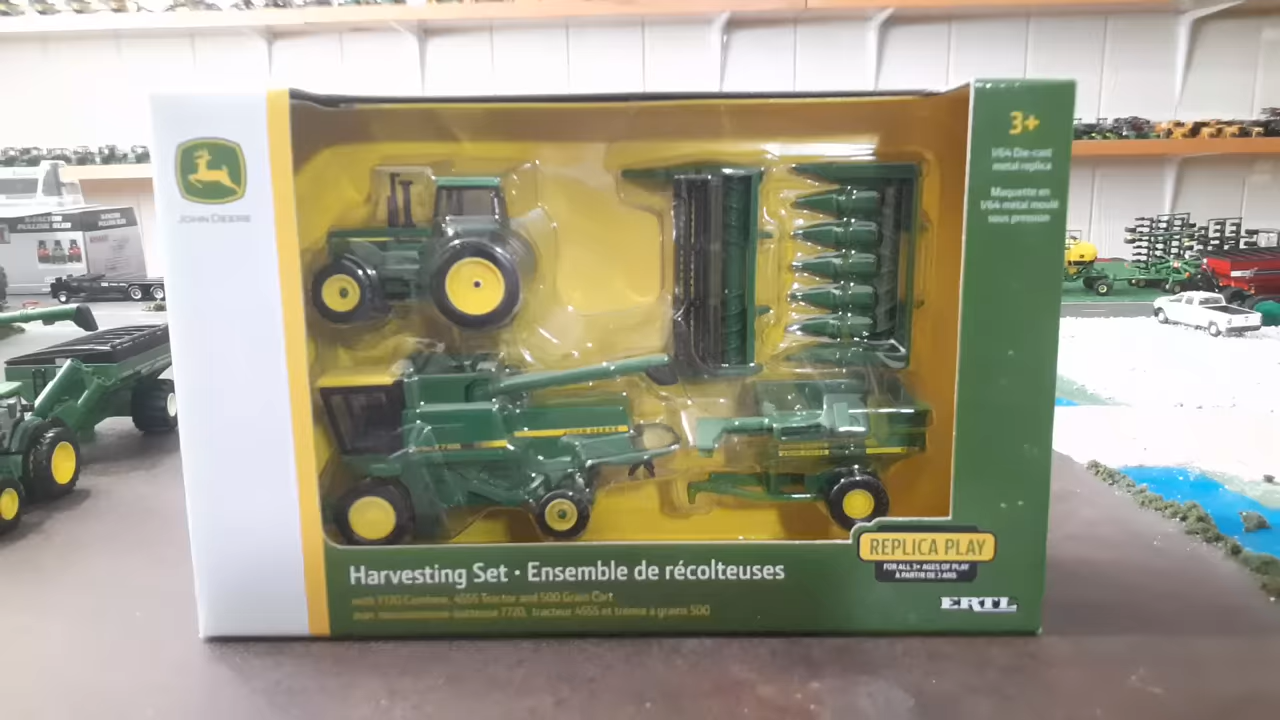 JOHN DEERE
3+
1/64 Die-cast
metal replica
Maquette en
1/64 métal moulé
sous pression
JOHN DEERE
Harvesting Set • Ensemble de récolteuses
with 7720 Combine, 4555 Tractor and 500 Grain Cart
avec moissonneuse-batteuse 7720, tracteur 4555 et trémie à grains 500
REPLICA PLAY
FOR ALL 3+ AGES OF PLAY
À PARTIR DE 3 ANS
ERTL